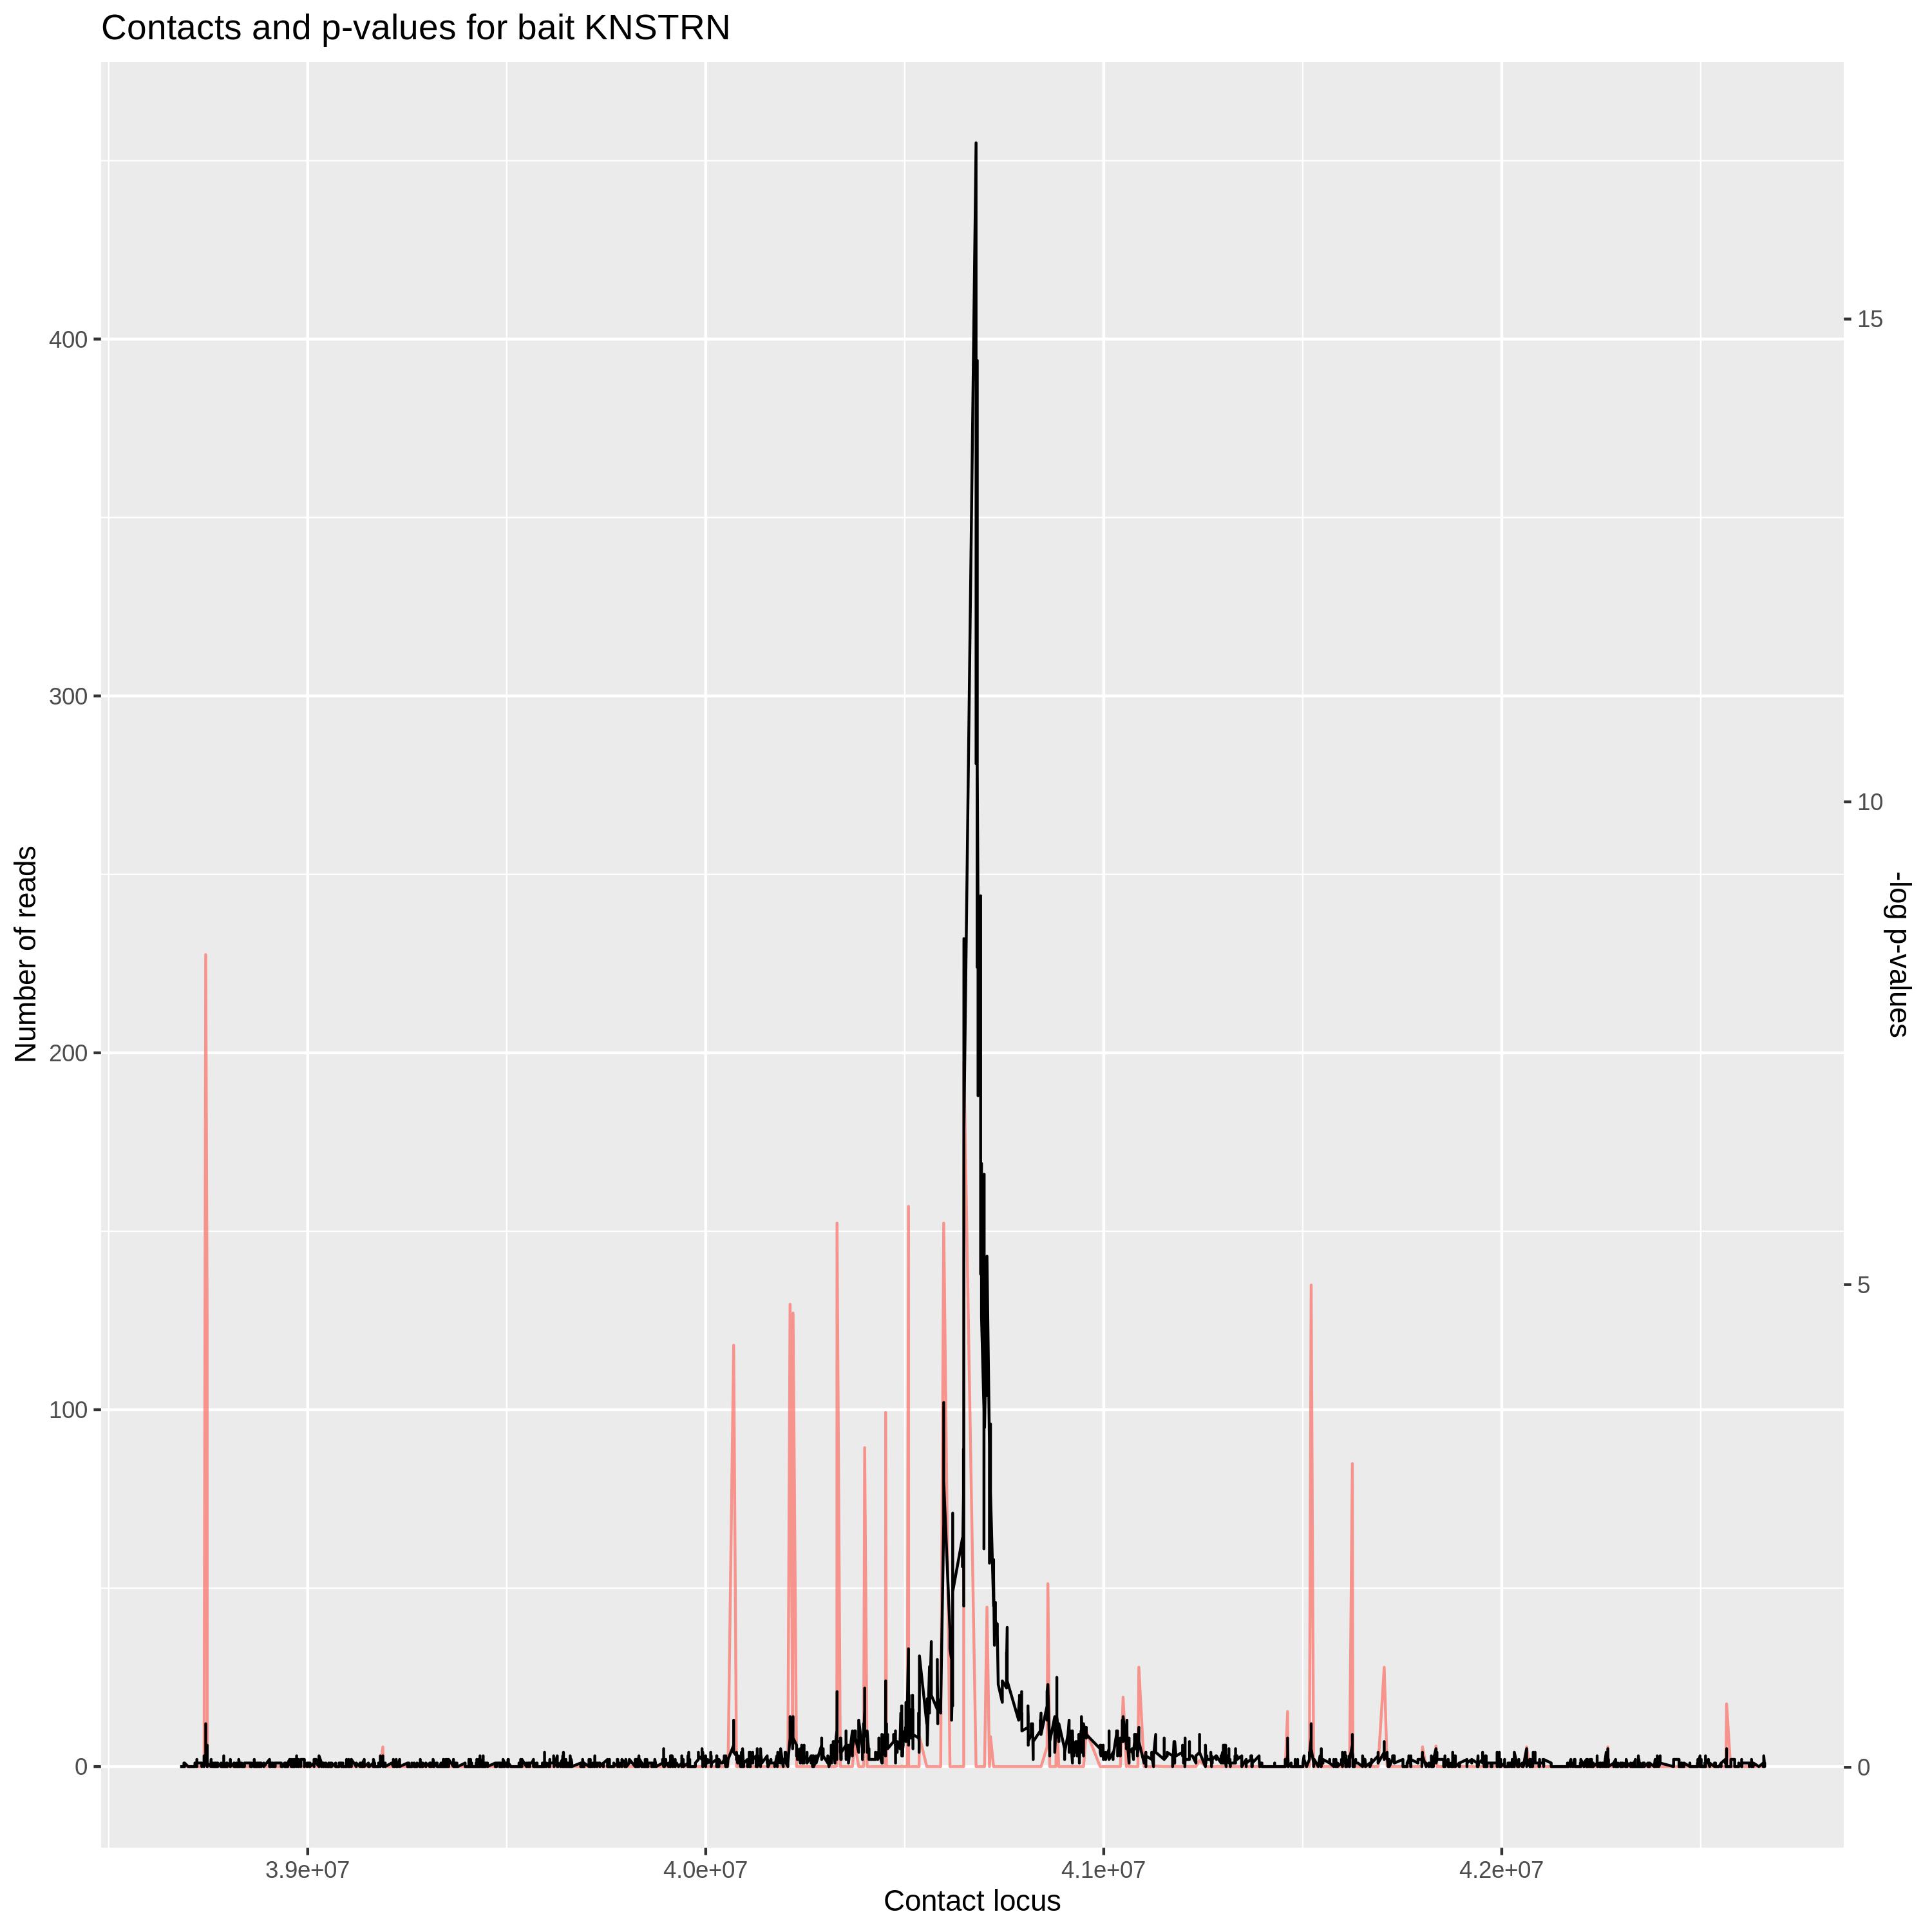 Contacts and p-values for bait KNSTRN
Number of reads
400
300
200
100
0
15
10
5
0
-log p-values
3.9e+07 4.0e+07 4.1e+07 4.2e+07
Contact locus